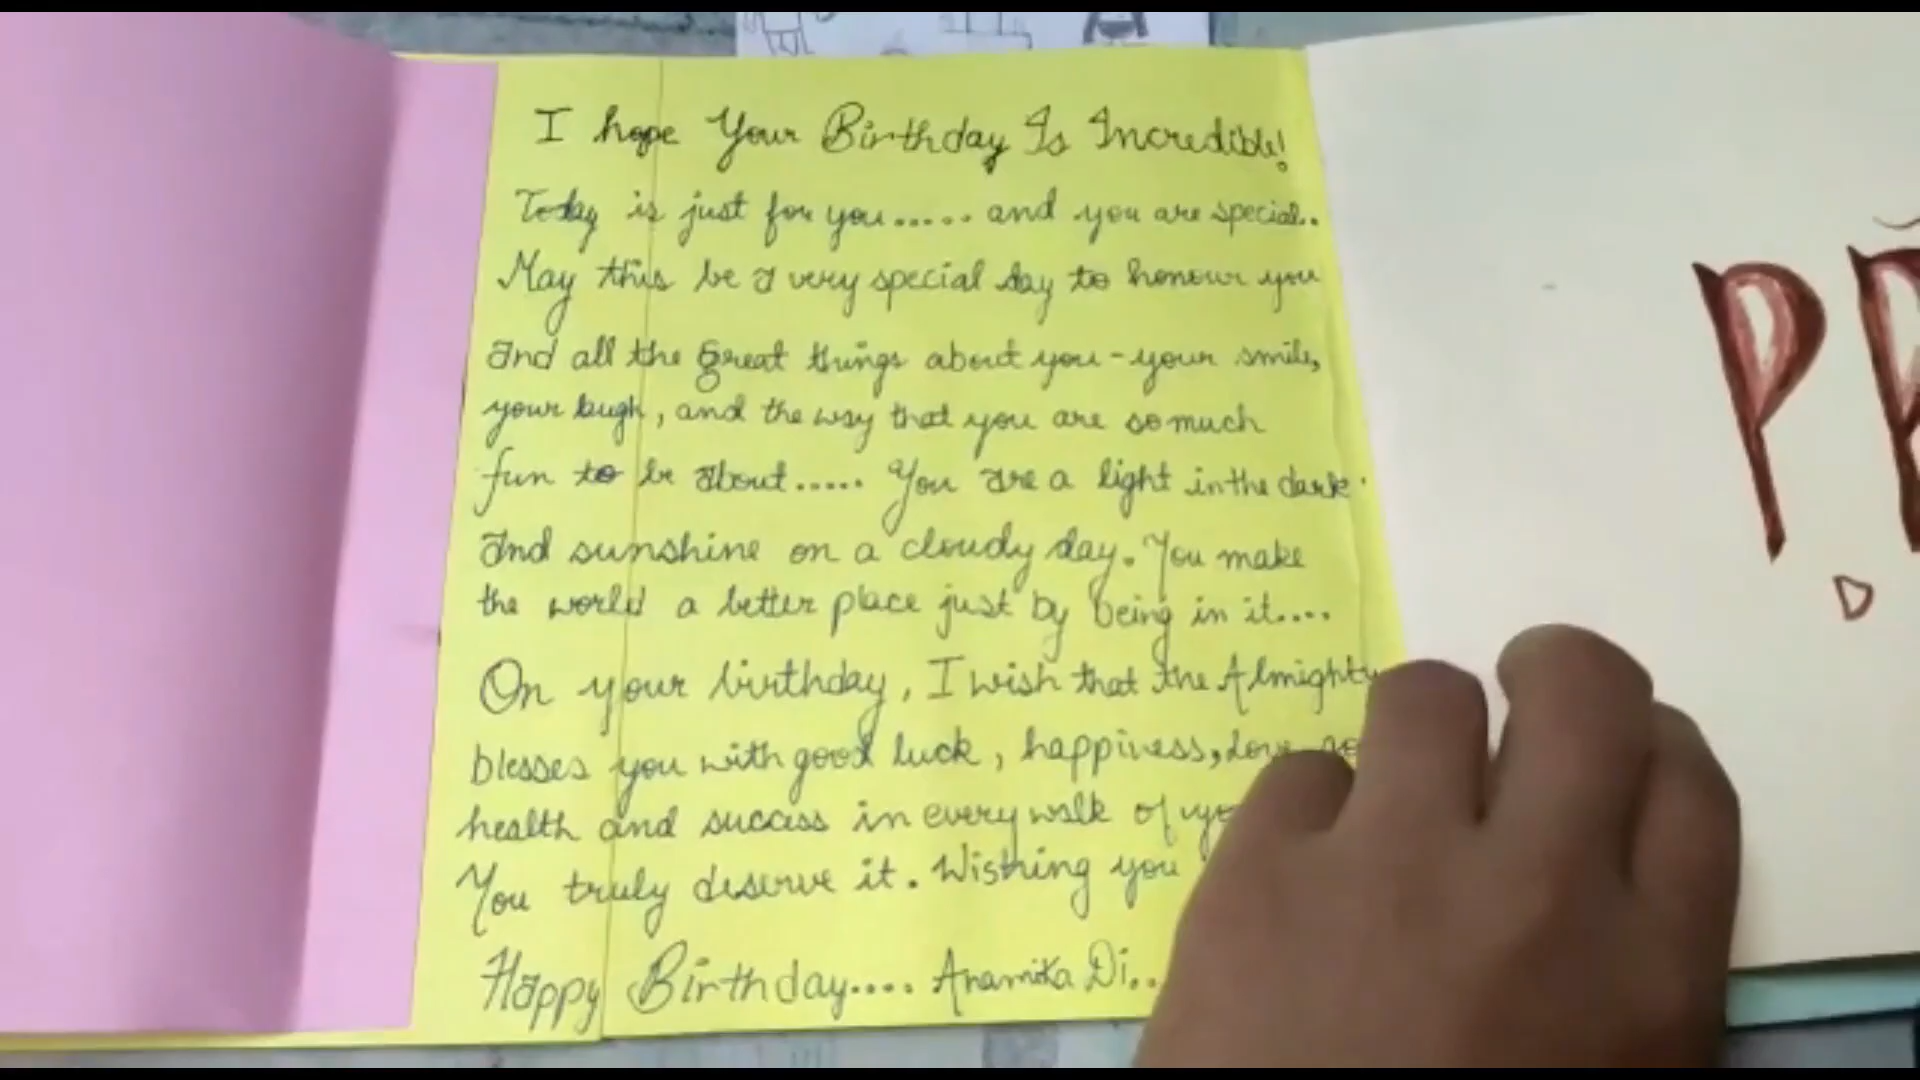 I hope Your Birthday Is Incredible!
Today is just for you..... and you are special..
May this be a very special day to honour you
and all the great things about you - your smile,
your laugh, and the way that you are so much
fun to be about..... You are a light in the dark
and sunshine on a cloudy day. You make
the world a better place just by being in it....
On your birthday, I wish that the Almighty
blesses you with good luck, happiness, love
health and success in every walk of
You truly deserve it. Wishing you
Happy Birthday.... Anamika Di..